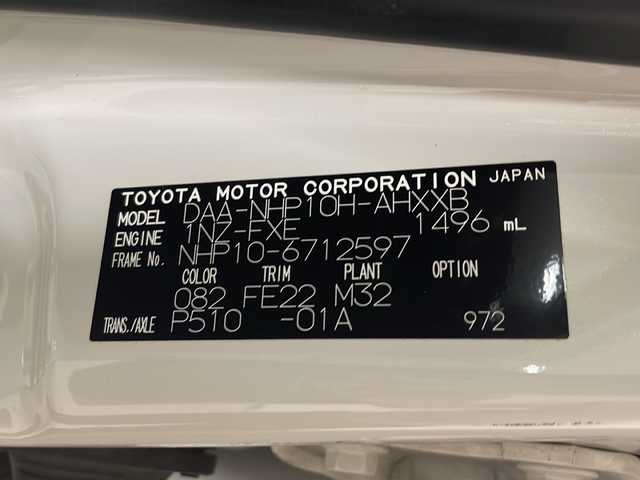 TOYOTA MOTOR CORPORATION JAPAN
MODEL DAA-NHP10H-AHXXB
ENGINE 1NZ-FXE 1496 mL
FRAME No. NHP10-6712597
COLOR TRIM PLANT OPTION
082 FE22 M32
TRANS./AXLE P510 -01A 972